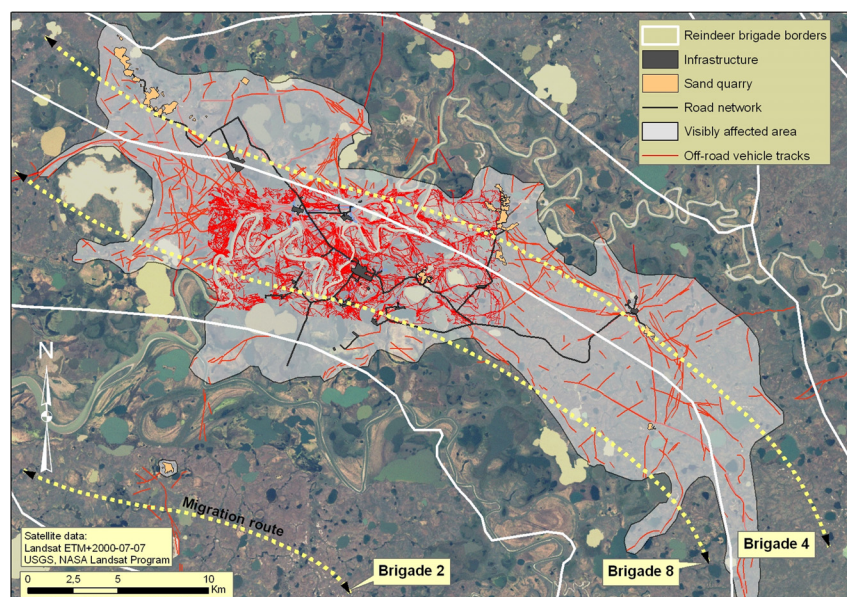 Reindeer brigade borders
Infrastructure
Sand quarry
Road network
Visibly affected area
Off-road vehicle tracks
N
Migration route
Satellite data:
Landsat ETM+2000-07-07
USGS, NASA Landsat Program
0 2,5 5 10
Km
Brigade 2
Brigade 8
Brigade 4